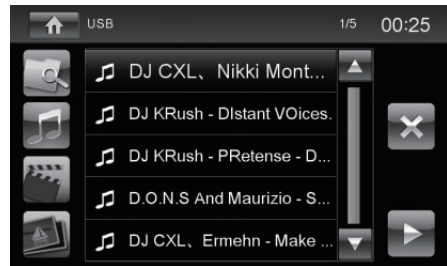 USB 1/5 00:25
DJ CXL、Nikki Mont...
DJ KRush - DIstant VOices.
DJ KRush - PRetense - D...
D.O.N.S And Maurizio - S...
DJ CXL、Ermehn - Make ...